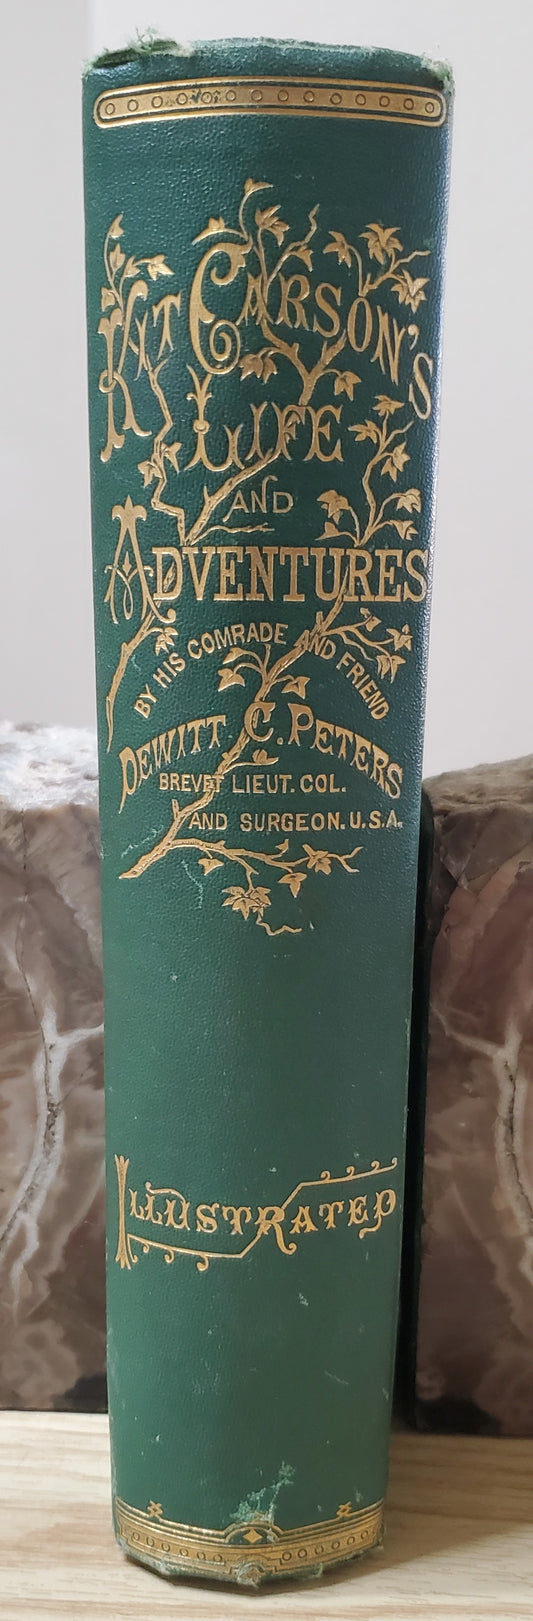 KIT CARSON'S
LIFE
AND
ADVENTURES
BY HIS COMRADE AND FRIEND
DEWITT C. PETERS
BREVET LIEUT. COL.
AND SURGEON. U.S.A.
ILLUSTRATED